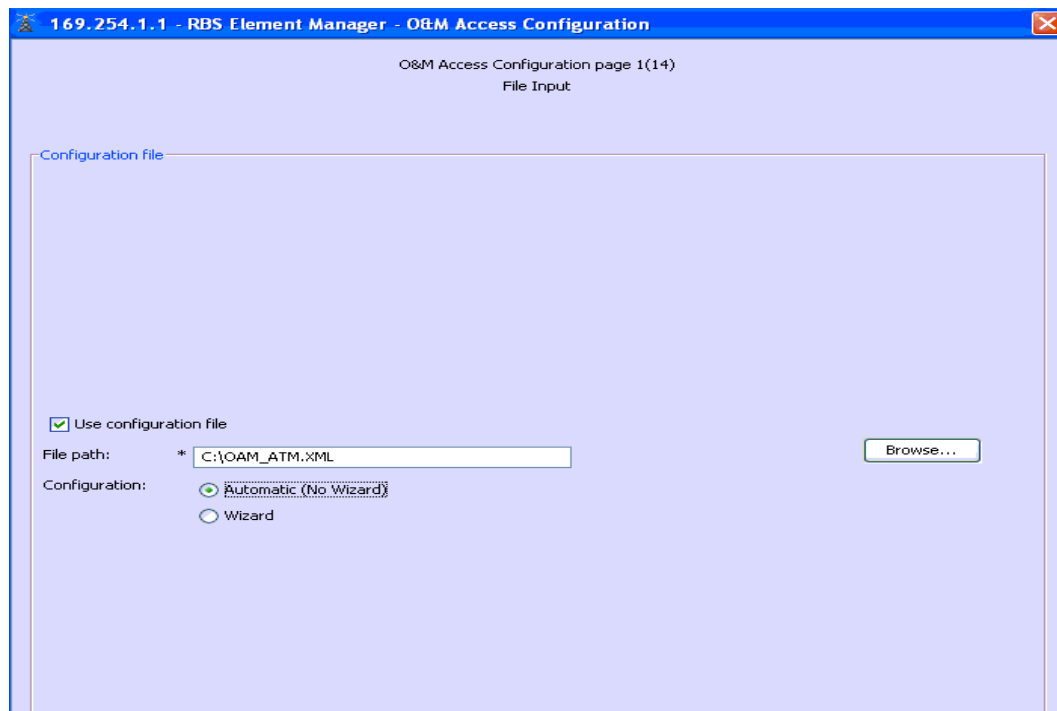 169.254.1.1 - RBS Element Manager - O&M Access Configuration
O&M Access Configuration page 1(14)
File Input
Configuration file
Use configuration file
File path: * C:\OAM_ATM.XML Browse...
Configuration: Automatic (No Wizard)
Wizard